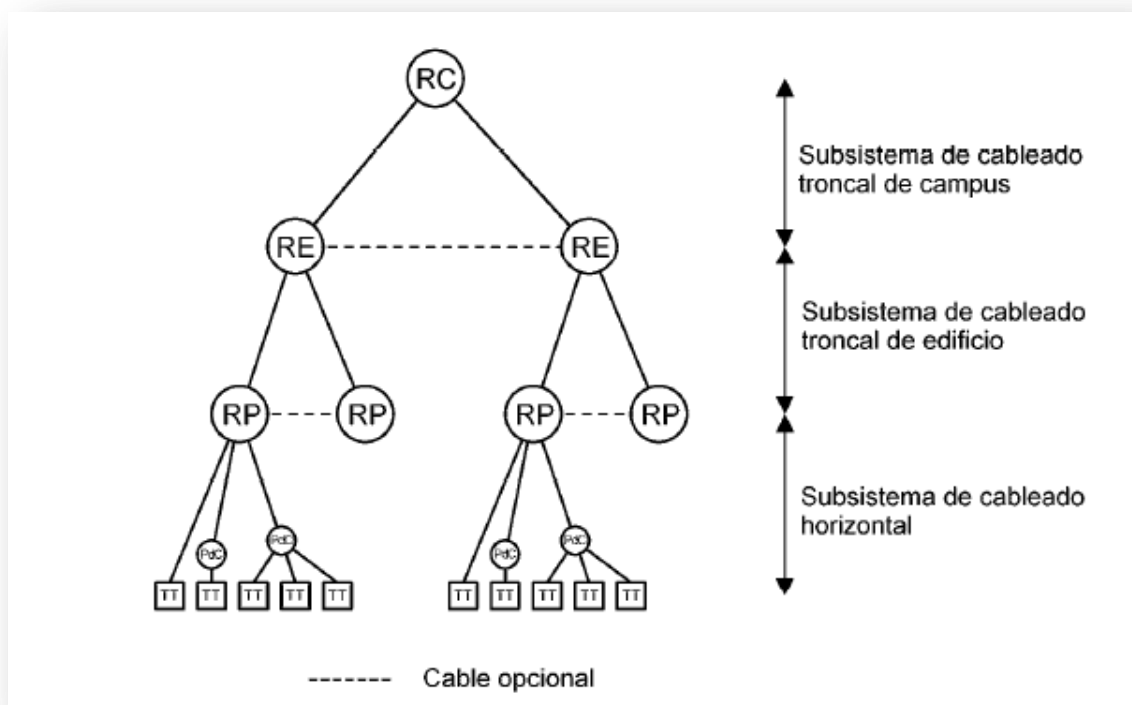 RC
Subsistema de cableado
troncal de campus
RE
RE
Subsistema de cableado
troncal de edificio
RP
RP
RP
RP
Subsistema de cableado
horizontal
PdC
PdC
PdC
PdC
TT
TT
TT
TT
TT
TT
TT
TT
TT
TT
Cable opcional